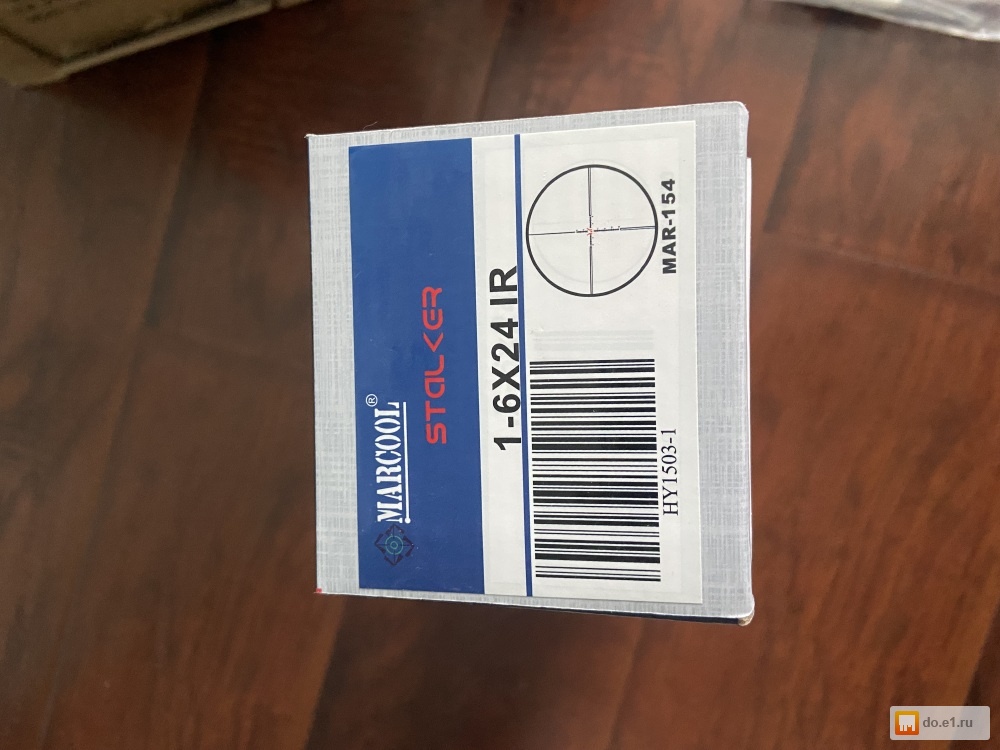 MARCOOL®
STALKER
1-6X24 IR
HY1503-1
MAR-154
do.e1.ru